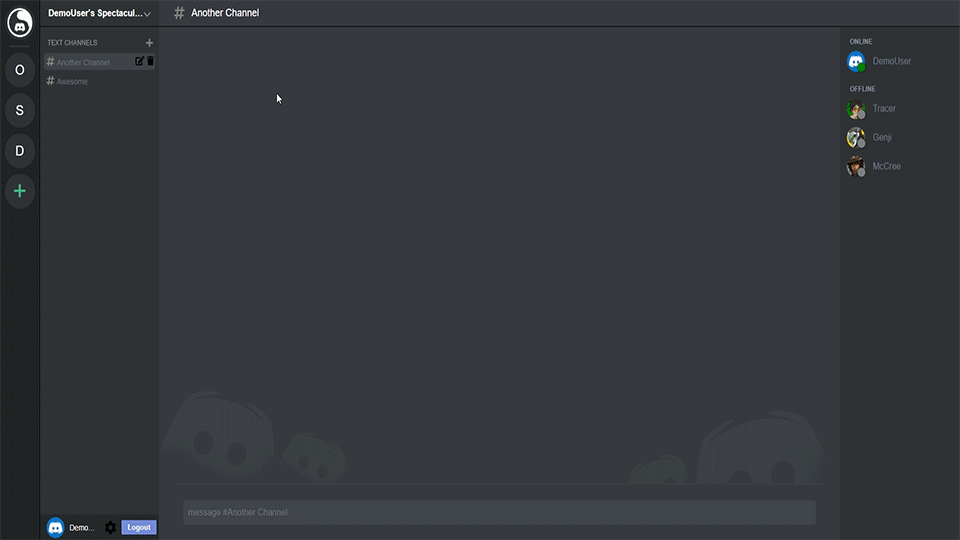 DemoUser's Spectacul...
# Another Channel
TEXT CHANNELS +
# Another Channel
# Awesome
O
S
D
+
ONLINE
DemoUser
OFFLINE
Tracer
Genji
McCree
message #Another Channel
Demo...
Logout